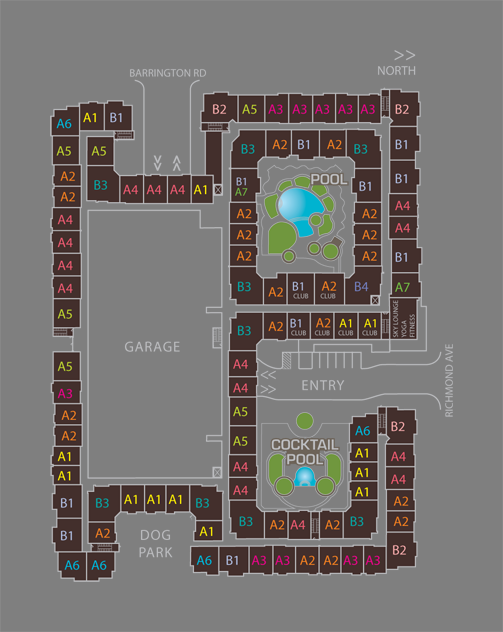 BARRINGTON RD
>>
NORTH
B2 A5 A3 A3 A3 A3 A3 B2
A6 A1 B1
B3 A2 B1 A2 B3
B1
A5 A5
B1 A7
POOL
B1
B1
A2 B3 A4 A4 A4 A1
A2
A2 A2 A4
A4
A2 A2 A4
A4
A2 A2 B1
A4
A4
B3 A2 B1 CLUB A2 CLUB B4 A7
A5
B3 A2 B1 CLUB A2 CLUB A1 CLUB A1 CLUB
SKY LOUNGE
YOGA
FITNESS
GARAGE
A5
A4
<<
A3
A4
>>
ENTRY
RICHMOND AVE
A2
A5
A2
A5
COCKTAIL
POOL
A6 B2
A1
A4 A1 A4
A1
A4 A1 A4
B1 B3 A1 A1 A1 B3
A1 A2
B1 A2 A1
B3 A2 A4 A2 B3 A2
DOG
PARK
A6 A6
A6 B1 A3 A3 A2 A2 A3 A3 B2